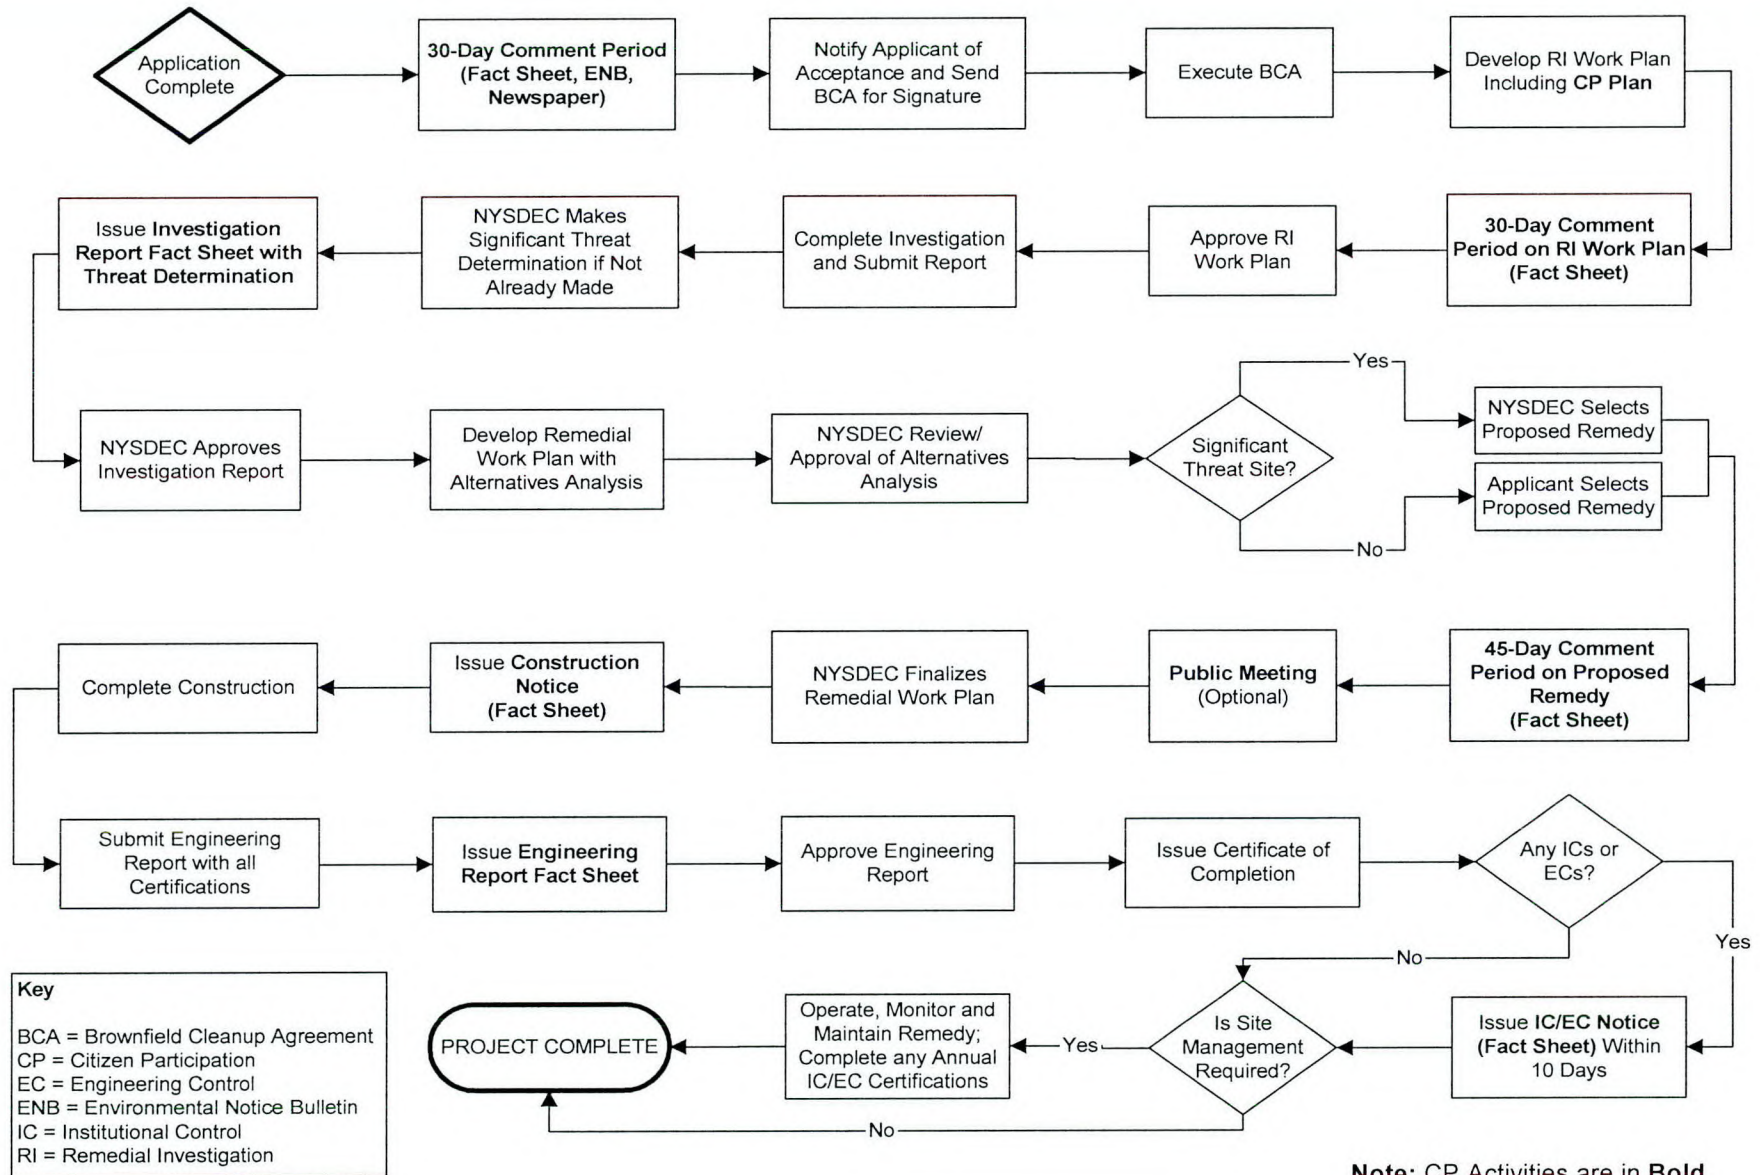 Application
Complete
30-Day Comment Period
(Fact Sheet, ENB,
Newspaper)
Notify Applicant of
Acceptance and Send
BCA for Signature
Execute BCA
Develop RI Work Plan
Including CP Plan
30-Day Comment
Period on RI Work Plan
(Fact Sheet)
Approve RI
Work Plan
Complete Investigation
and Submit Report
NYSDEC Makes
Significant Threat
Determination if Not
Already Made
Issue Investigation
Report Fact Sheet with
Threat Determination
NYSDEC Approves
Investigation Report
Develop Remedial
Work Plan with
Alternatives Analysis
NYSDEC Review/
Approval of Alternatives
Analysis
Significant
Threat Site?
Yes
NYSDEC Selects
Proposed Remedy
No
Applicant Selects
Proposed Remedy
45-Day Comment
Period on Proposed
Remedy
(Fact Sheet)
Public Meeting
(Optional)
NYSDEC Finalizes
Remedial Work Plan
Issue Construction
Notice
(Fact Sheet)
Complete Construction
Submit Engineering
Report with all
Certifications
Issue Engineering
Report Fact Sheet
Approve Engineering
Report
Issue Certificate of
Completion
Any ICs or
ECs?
Yes
No
Issue IC/EC Notice
(Fact Sheet) Within
10 Days
Is Site
Management
Required?
Yes
Operate, Monitor and
Maintain Remedy;
Complete any Annual
IC/EC Certifications
PROJECT COMPLETE
No
Key
BCA = Brownfield Cleanup Agreement
CP = Citizen Participation
EC = Engineering Control
ENB = Environmental Notice Bulletin
IC = Institutional Control
RI = Remedial Investigation
Note: CP Activities are in Bold